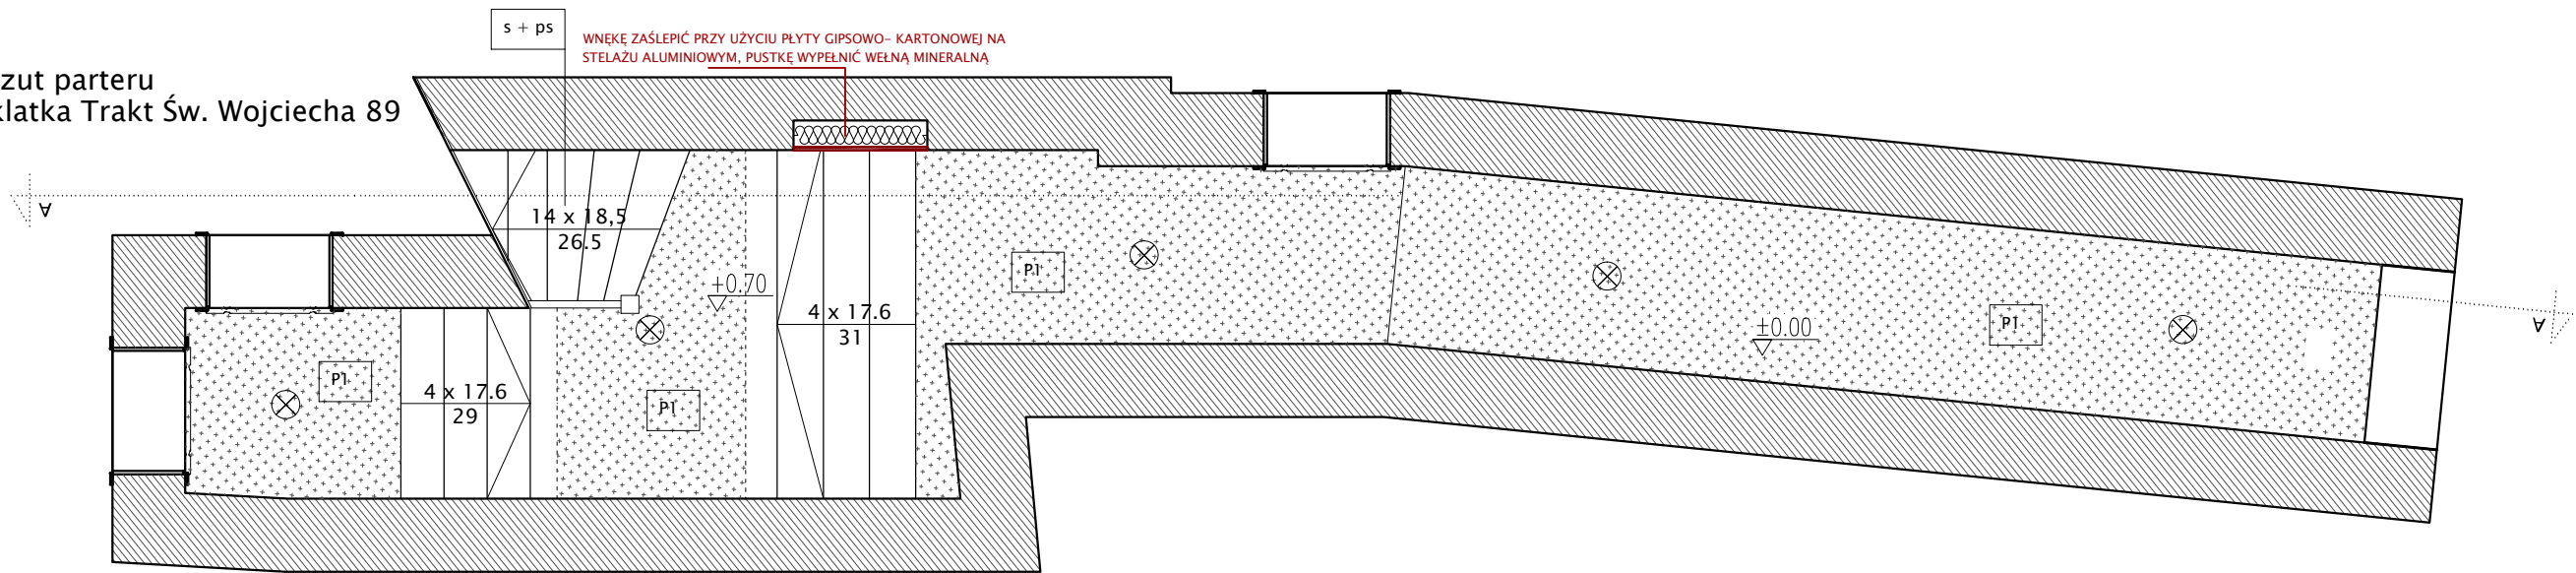 s + ps
WNĘKĘ ZAŚLEPIĆ PRZY UŻYCIU PŁYTY GIPSOWO- KARTONOWEJ NA
STELAŻU ALUMINIOWYM, PUSTKĘ WYPEŁNIĆ WEŁNĄ MINERALNĄ
zut parteru
klatka Trakt Św. Wojciecha 89
A
14 x 18,5
26.5
P1
+0.70
4 x 17.6
31
±0.00
P1
A
P1
4 x 17.6
29
P1